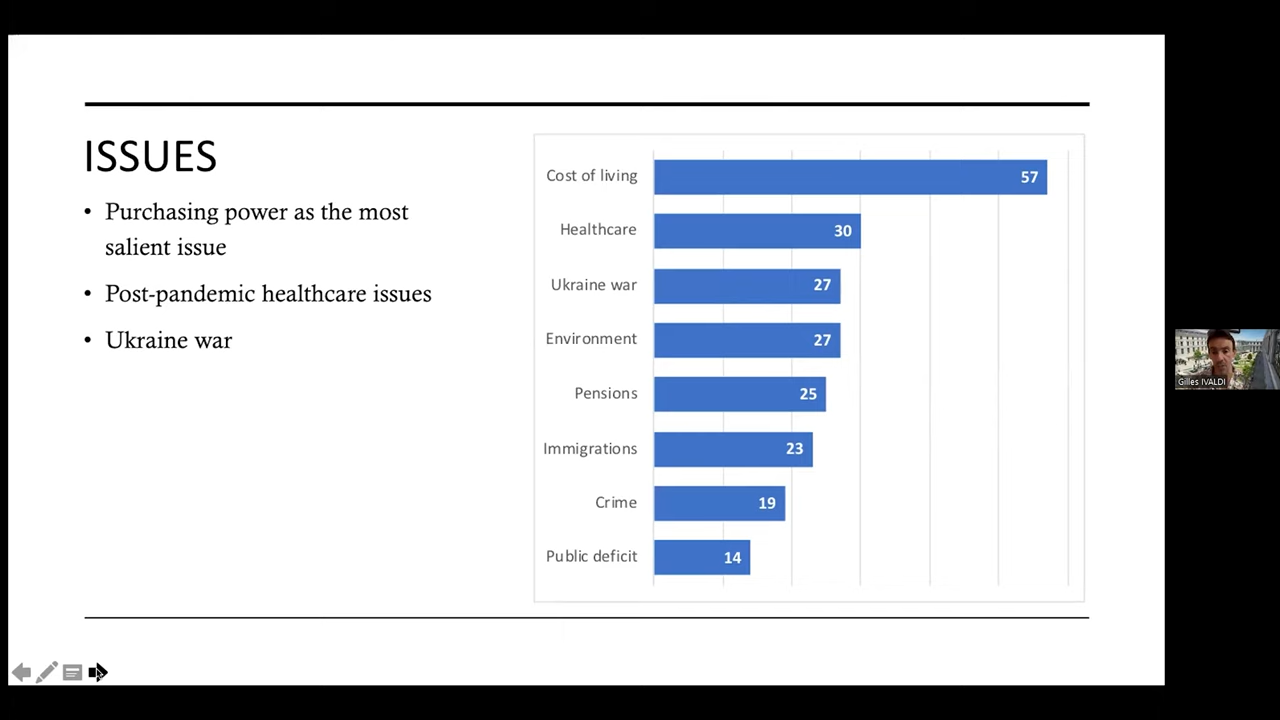 ISSUES
• Purchasing power as the most
salient issue
• Post-pandemic healthcare issues
• Ukraine war
Cost of living 57
Healthcare 30
Ukraine war 27
Environment 27
Pensions 25
Immigrations 23
Crime 19
Public deficit 14
Gilles IVALDI